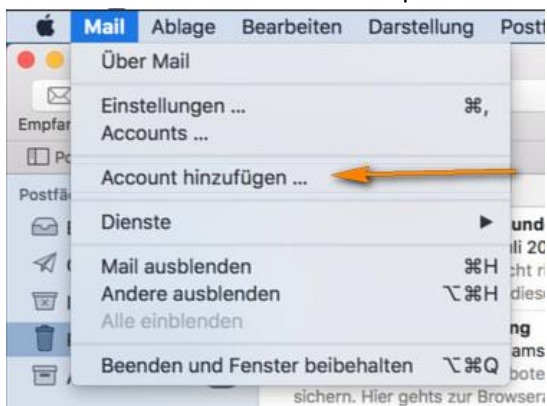 Mail Ablage Bearbeiten Darstellung
Über Mail
Einstellungen ... ⌘,
Accounts ...
Account hinzufügen ...
Postfä
Dienste ▶
Mail ausblenden ⌘H
Andere ausblenden ⌥⌘H
Alle einblenden
Beenden und Fenster beibehalten ⌥⌘Q
sichern. Hier gehts zur Browser